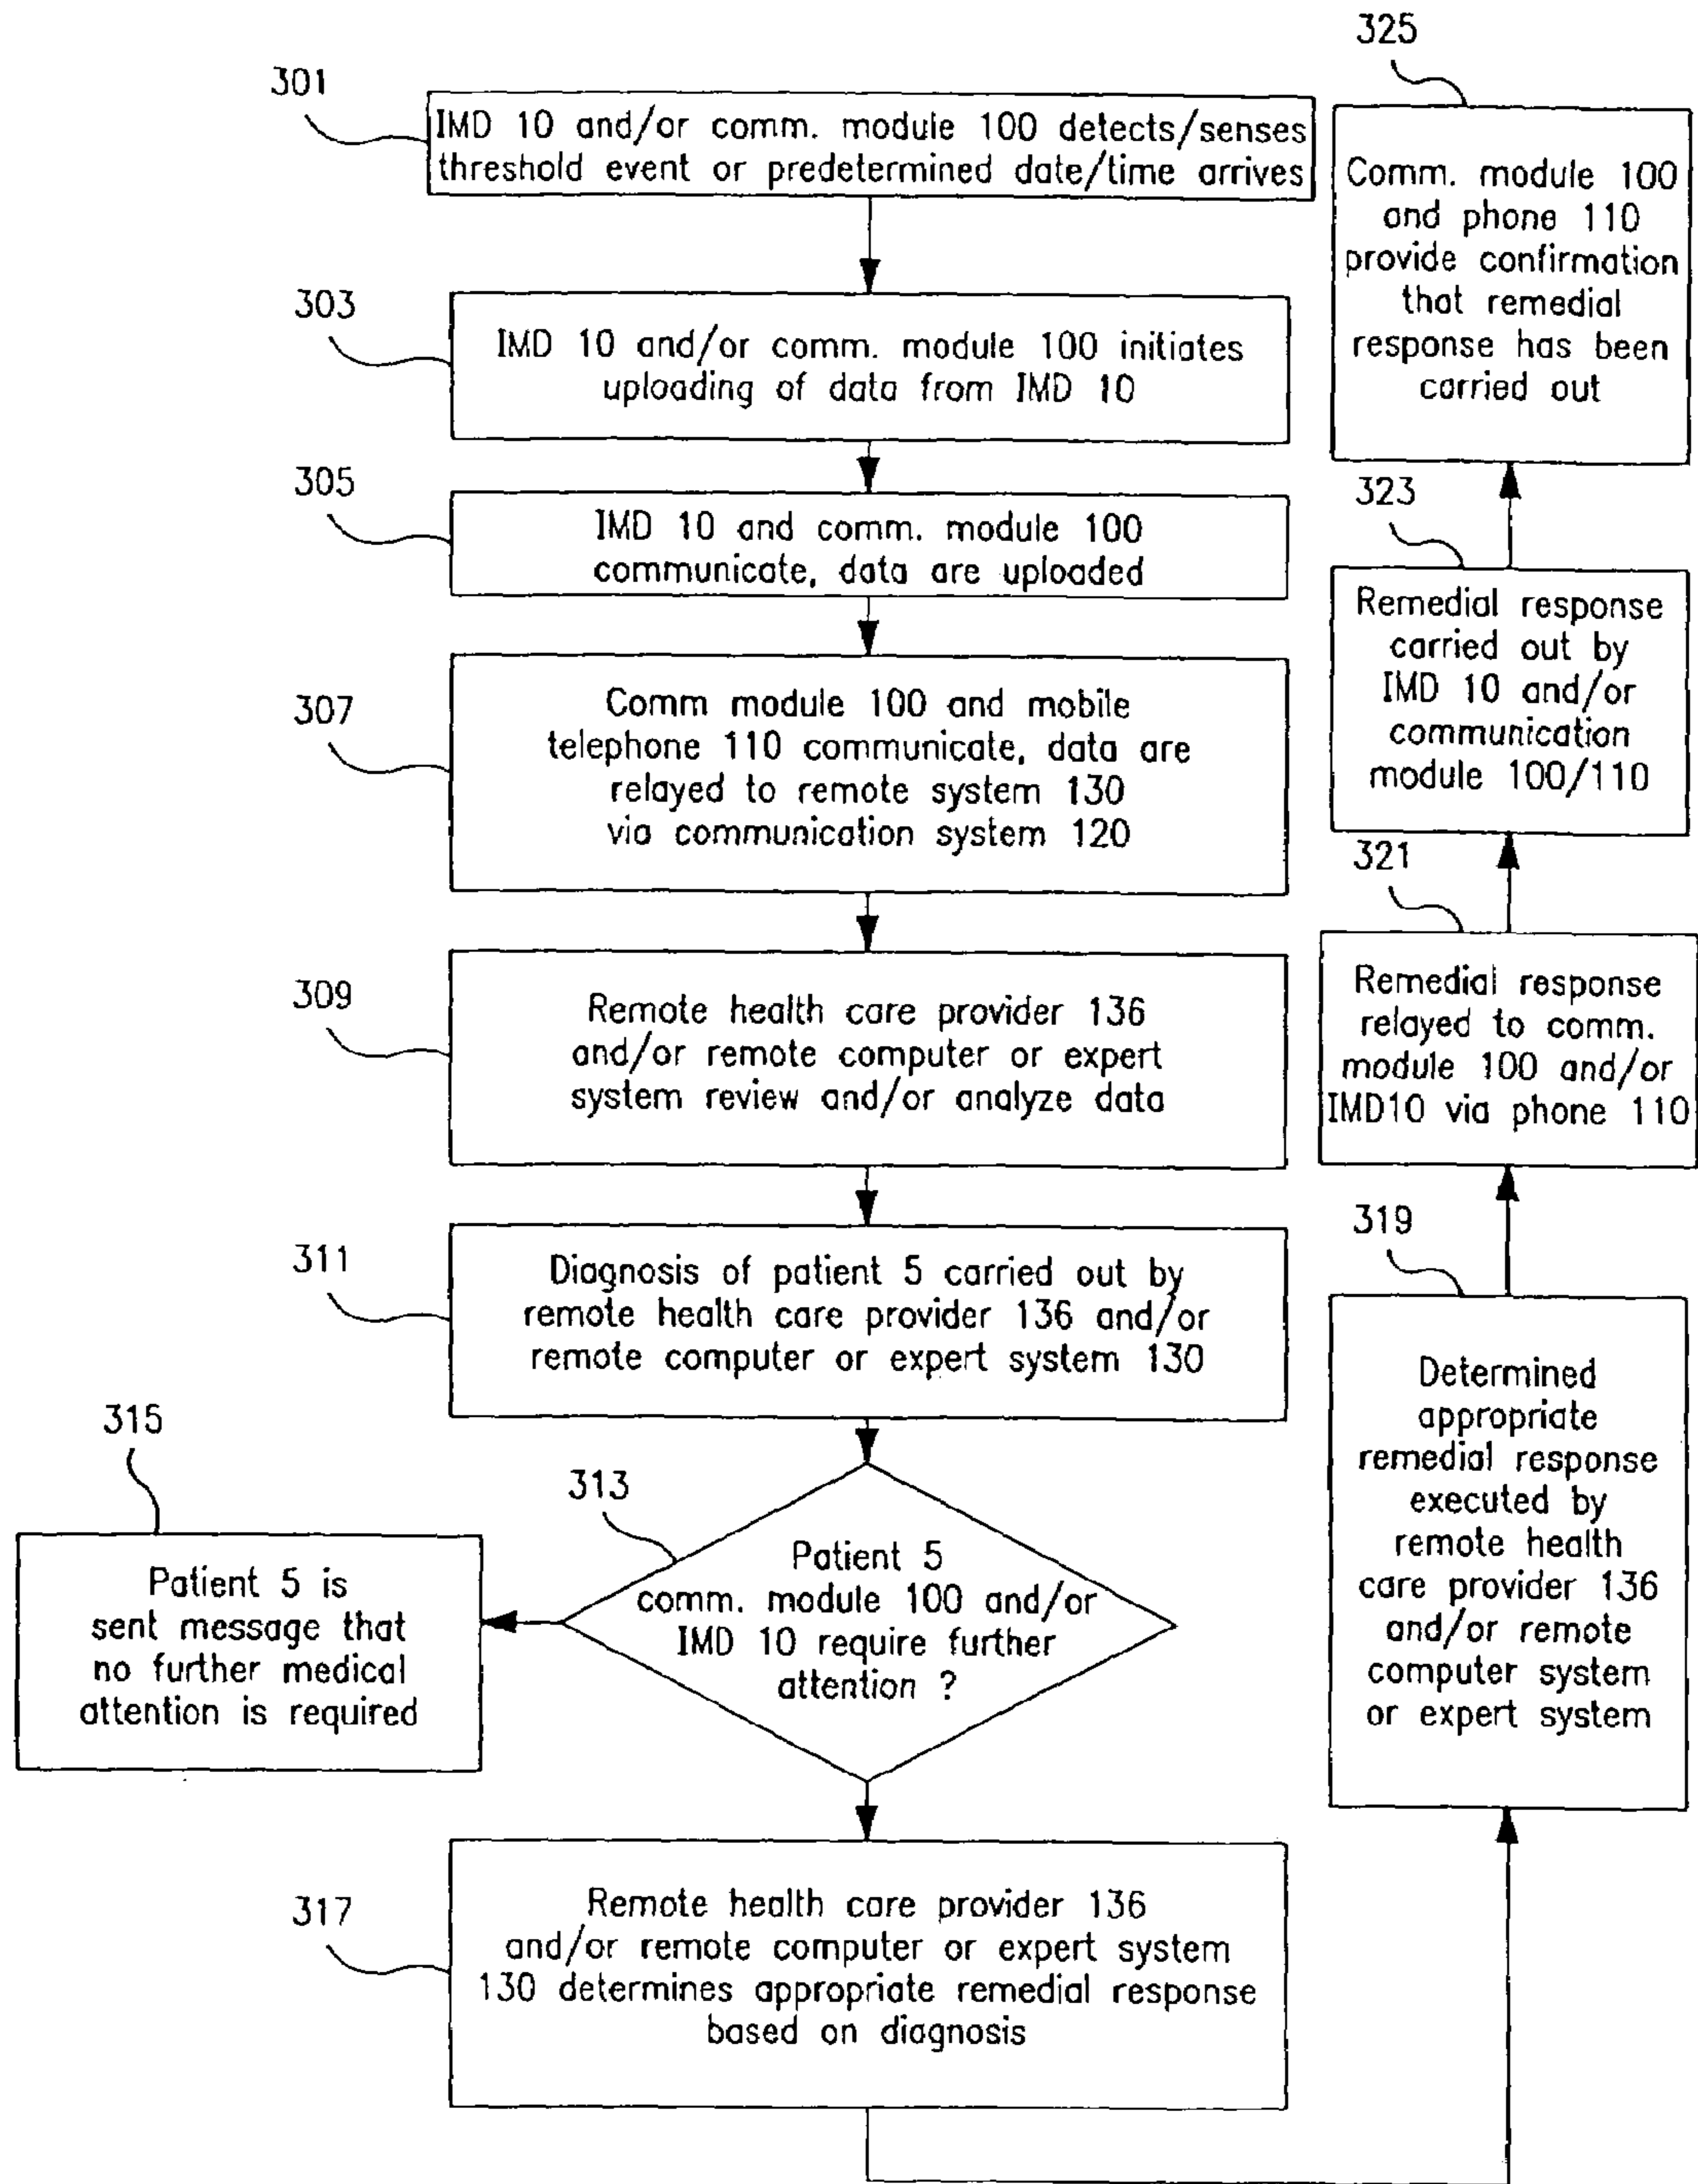 301
IMD 10 and/or comm. module 100 detects/senses
threshold event or predetermined date/time arrives
303
IMD 10 and/or comm. module 100 initiates
uploading of data from IMD 10
305
IMD 10 and comm. module 100
communicate, data are uploaded
307
Comm module 100 and mobile
telephone 110 communicate, data are
relayed to remote system 130
via communication system 120
309
Remote health care provider 136
and/or remote computer or expert
system review and/or analyze data
311
Diagnosis of patient 5 carried out by
remote health care provider 136 and/or
remote computer or expert system 130
313
Patient 5
comm. module 100 and/or
IMD 10 require further
attention ?
315
Patient 5 is
sent message that
no further medical
attention is required
317
Remote health care provider 136
and/or remote computer or expert system
130 determines appropriate remedial response
based on diagnosis
319
Determined
appropriate
remedial response
executed by
remote health
care provider 136
and/or remote
computer system
or expert system
321
Remedial response
relayed to comm.
module 100 and/or
IMD10 via phone 110
323
Remedial response
carried out by
IMD 10 and/or
communication
module 100/110
325
Comm. module 100
and phone 110
provide confirmation
that remedial
response has been
carried out